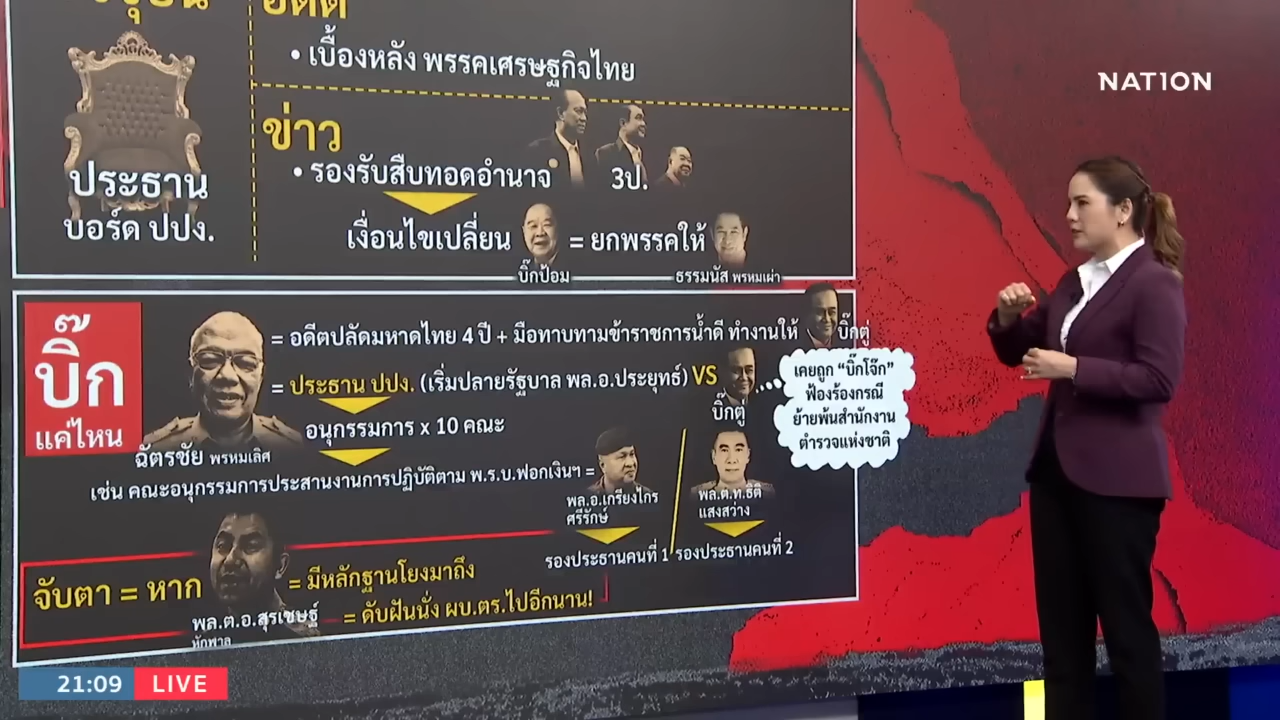 อดีต
• เบื้องหลัง พรรคเศรษฐกิจไทย
ประธาน
บอร์ด ปปง.
ข่าว
• รองรับสืบทอดอำนาจ 3ป.
เงื่อนไขเปลี่ยน = ยกพรรคให้
บิ๊กป้อม
ธรรมนัส พรหมเผ่า
NATION
บิ๊ก
แค่ไหน
= อดีตปลัดมหาดไทย 4 ปี + มือทาบทามข้าราชการน้ำดี ทำงานให้ บิ๊กตู่
= ประธาน ปปง. (เริ่มปลายรัฐบาล พล.อ.ประยุทธ์) VS
บิ๊กตู่
เคยถูก "บิ๊กโจ๊ก"
ฟ้องร้องกรณี
ย้ายพ้นสำนักงาน
ตำรวจแห่งชาติ
อนุกรรมการ x 10 คณะ
ฉัตรชัย พรหมเลิศ
เช่น คณะอนุกรรมการประสานงานการปฏิบัติตาม พ.ร.บ.ฟอกเงินฯ =
พล.อ.เกรียงไกร
ศรีรักษ์
พล.ต.ท.ธิติ
แสงสว่าง
รองประธานคนที่ 1
รองประธานคนที่ 2
จับตา = หาก
พล.ต.อ.สุรเชษฐ์
หักพาล
= มีหลักฐานโยงมาถึง
= ดับฝันนั่ง ผบ.ตร.ไปอีกนาน!
21:09 LIVE